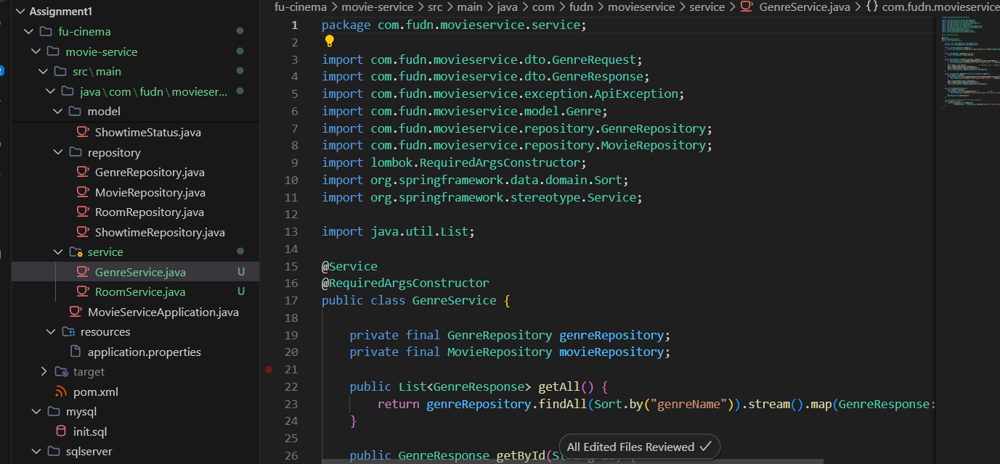 Assignment1
fu-cinema
movie-service
src\main
java\com\fudn\movieser...
model
ShowtimeStatus.java
repository
GenreRepository.java
MovieRepository.java
RoomRepository.java
ShowtimeRepository.java
service
GenreService.java U
RoomService.java U
MovieServiceApplication.java
resources
application.properties
target
pom.xml
mysql
init.sql
sqlserver
fu-cinema > movie-service > src > main > java > com > fudn > movieservice > service > GenreService.java > {} com.fudn.movieservice
1 package com.fudn.movieservice.service;
2
3 import com.fudn.movieservice.dto.GenreRequest;
4 import com.fudn.movieservice.dto.GenreResponse;
5 import com.fudn.movieservice.exception.ApiException;
6 import com.fudn.movieservice.model.Genre;
7 import com.fudn.movieservice.repository.GenreRepository;
8 import com.fudn.movieservice.repository.MovieRepository;
9 import lombok.RequiredArgsConstructor;
10 import org.springframework.data.domain.Sort;
11 import org.springframework.stereotype.Service;
12
13 import java.util.List;
14
15 @Service
16 @RequiredArgsConstructor
17 public class GenreService {
18
19 private final GenreRepository genreRepository;
20 private final MovieRepository movieRepository;
21
22 public List<GenreResponse> getAll() {
23 return genreRepository.findAll(Sort.by("genreName")).stream().map(GenreResponse:
24 }
25
26 public GenreResponse getById(
All Edited Files Reviewed ✓